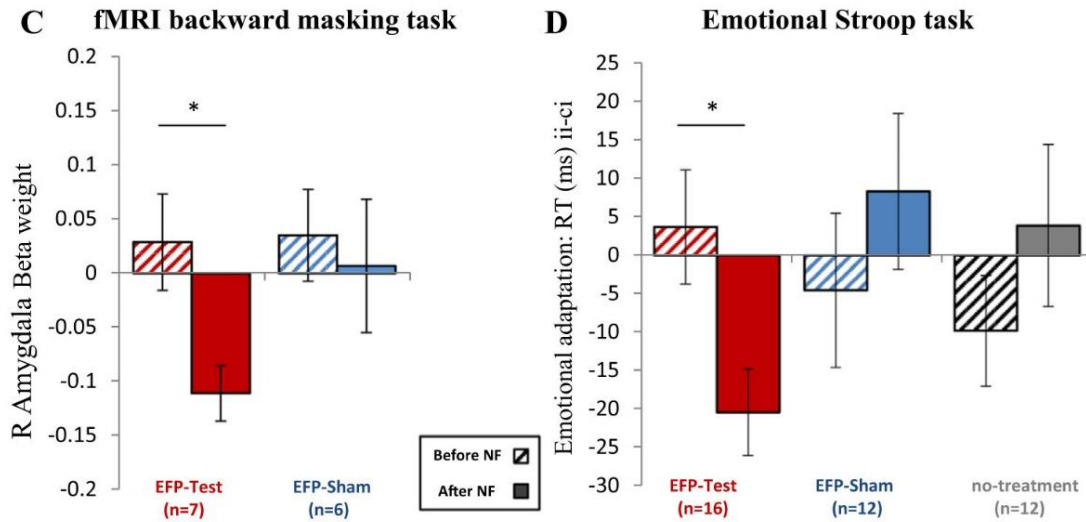 C fMRI backward masking task
R Amygdala Beta weight
0.2
0.15
0.1
0.05
0
-0.05
-0.1
-0.15
-0.2
*
EFP-Test
(n=7)
EFP-Sham
(n=6)
Before NF
After NF
D Emotional Stroop task
Emotional adaptation: RT (ms) ii-ci
25
20
15
10
5
0
-5
-10
-15
-20
-25
-30
*
EFP-Test
(n=16)
EFP-Sham
(n=12)
no-treatment
(n=12)